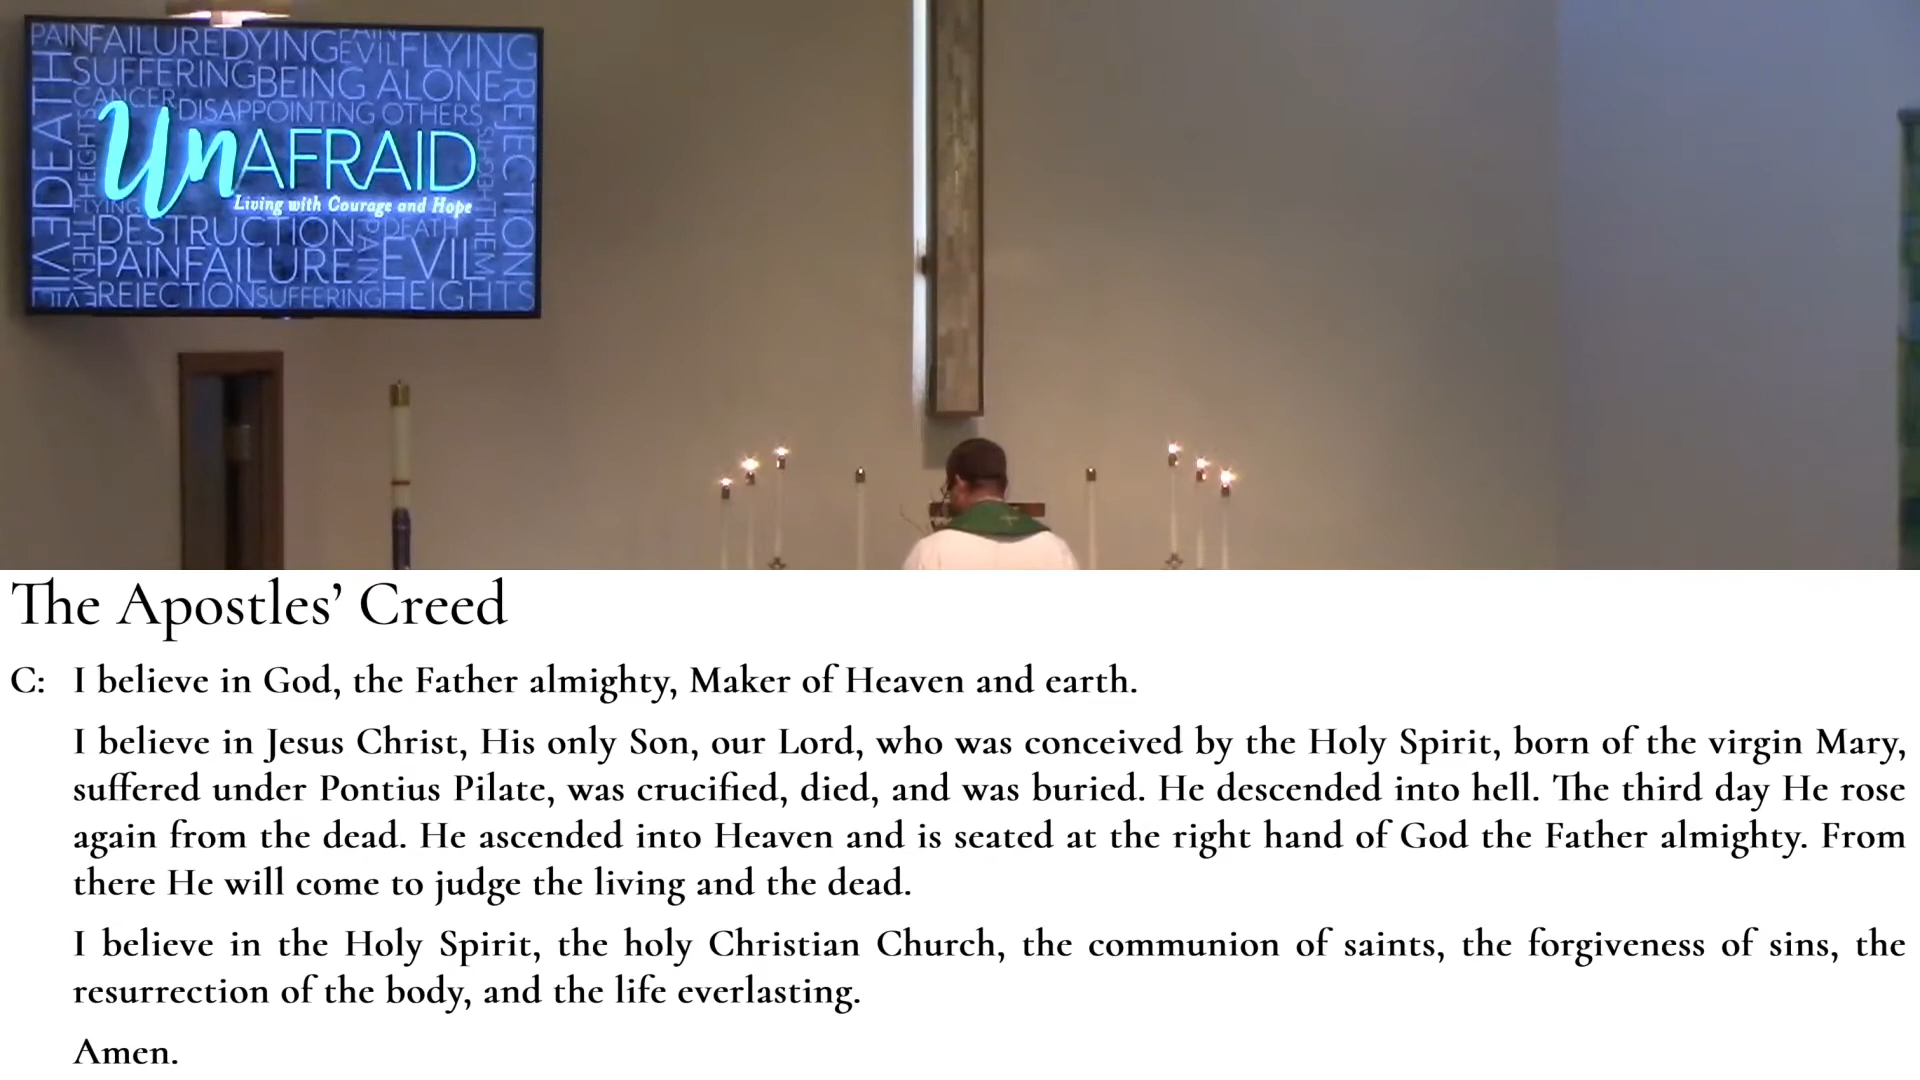 PAINFAILUREDYING
PAIN
EVIL
FLYING
SUFFERING
BEING ALONE
CANCER
DISAPPOINTING OTHERS
DEATH
HEIGHTS
REJECTION
UnAFRAID
Living with Courage and Hope
FLYING
DESTRUCTION
DEATH
PAIN
THEM
PAINFAILURE
EVIL
EVIL
REJECTION
SUFFERING
HEIGHTS
The Apostles’ Creed
C: I believe in God, the Father almighty, Maker of Heaven and earth.
I believe in Jesus Christ, His only Son, our Lord, who was conceived by the Holy Spirit, born of the virgin Mary,
suffered under Pontius Pilate, was crucified, died, and was buried. He descended into hell. The third day He rose
again from the dead. He ascended into Heaven and is seated at the right hand of God the Father almighty. From
there He will come to judge the living and the dead.
I believe in the Holy Spirit, the holy Christian Church, the communion of saints, the forgiveness of sins, the
resurrection of the body, and the life everlasting.
Amen.